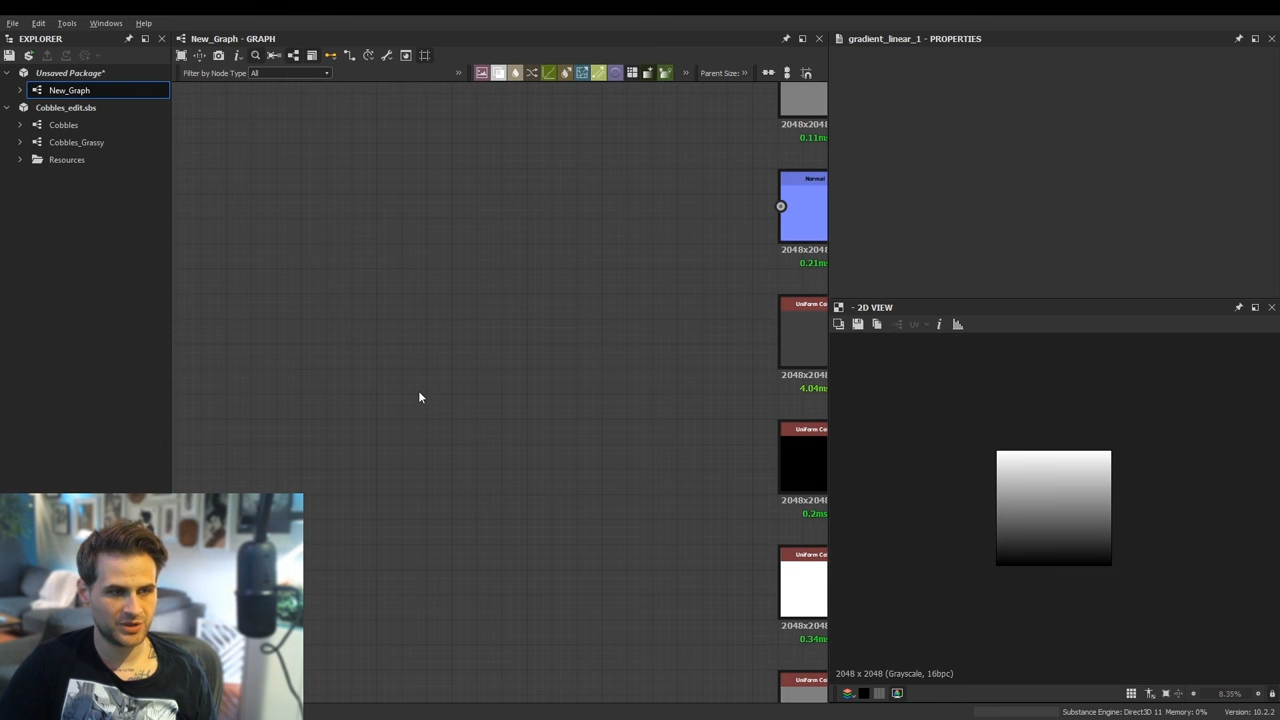 File Edit Tools Windows Help
EXPLORER
New_Graph - GRAPH
gradient_linear_1 - PROPERTIES
Unsaved Package*
New_Graph
Cobbles_edit.sbs
Cobbles
Cobbles_Grassy
Resources
Filter by Node Type All
Parent Size:
2048x2048
0.11ms
Normal
2048x2048
0.21ms
Uniform Co
2048x2048
4.04ms
Uniform Co
2048x2048
0.2ms
Uniform Co
2048x2048
0.34ms
Uniform Co
- 2D VIEW
UV
2048 x 2048 (Grayscale, 16bpc)
8.35%
Substance Engine: Direct3D 11 Memory: 0% Version: 10.2.2